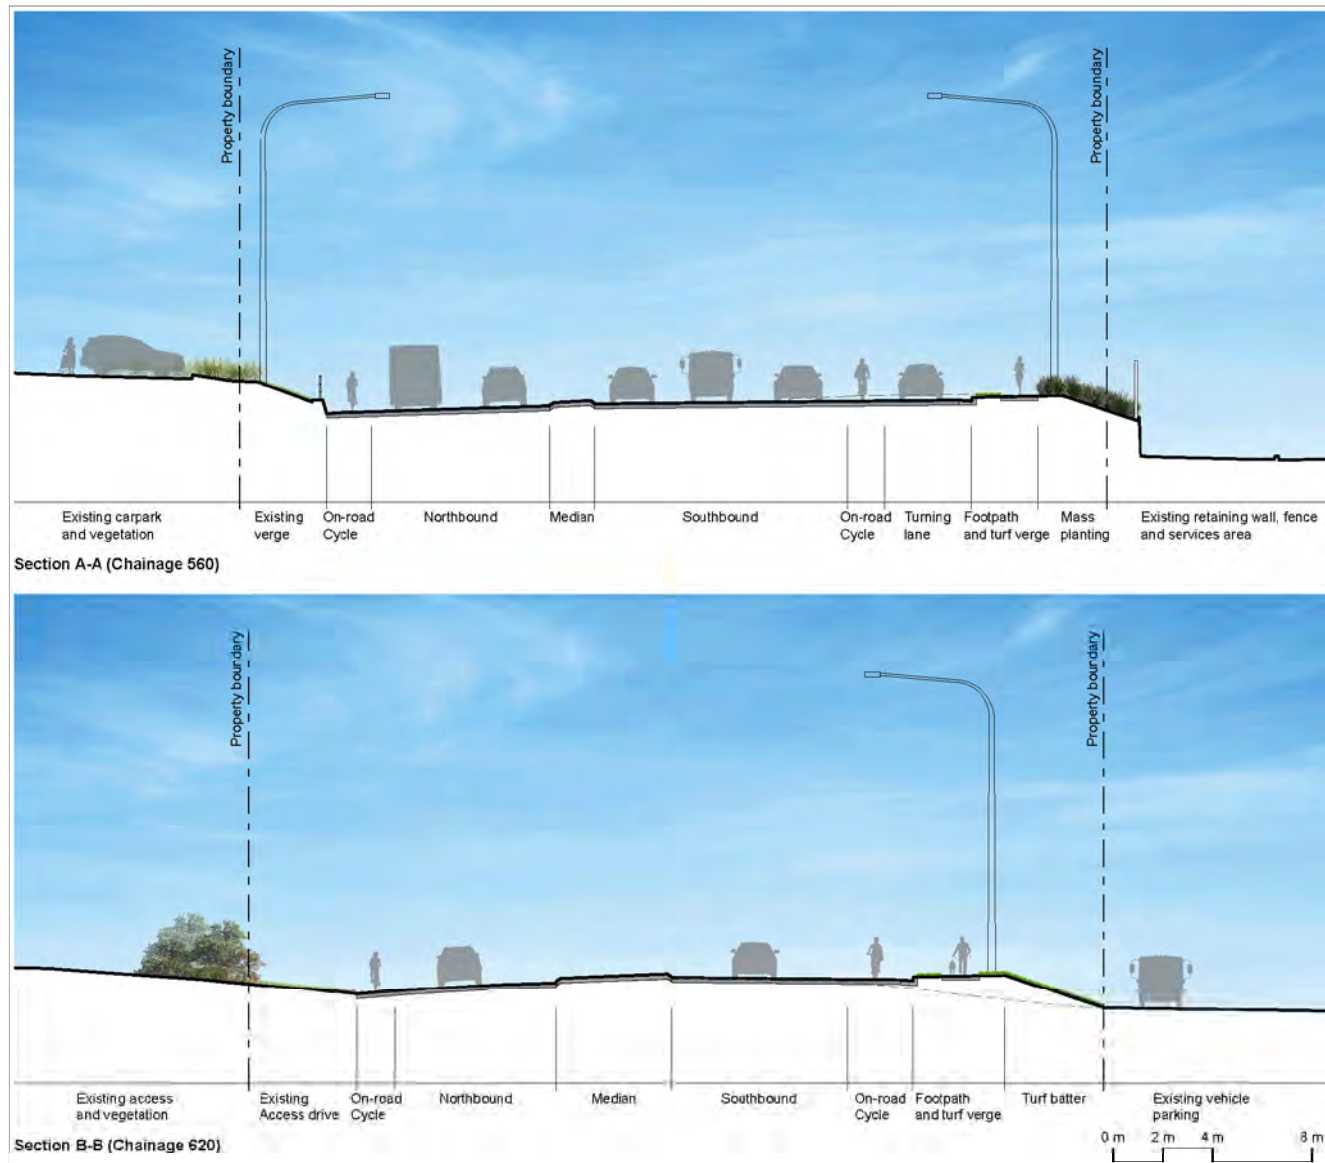 Property boundary
Property boundary
Existing carpark
and vegetation
Existing
verge
On-road
Cycle
Northbound
Median
Southbound
On-road
Cycle
Turning
lane
Footpath
and turf verge
Mass
planting
Existing retaining wall, fence
and services area
Section A-A (Chainage 560)
Property boundary
Property boundary
Existing access
and vegetation
Existing
Access drive
On-road
Cycle
Northbound
Median
Southbound
On-road
Cycle
Footpath
and turf verge
Turf batter
Existing vehicle
parking
Section B-B (Chainage 620)
0 m 2 m 4 m 8 m